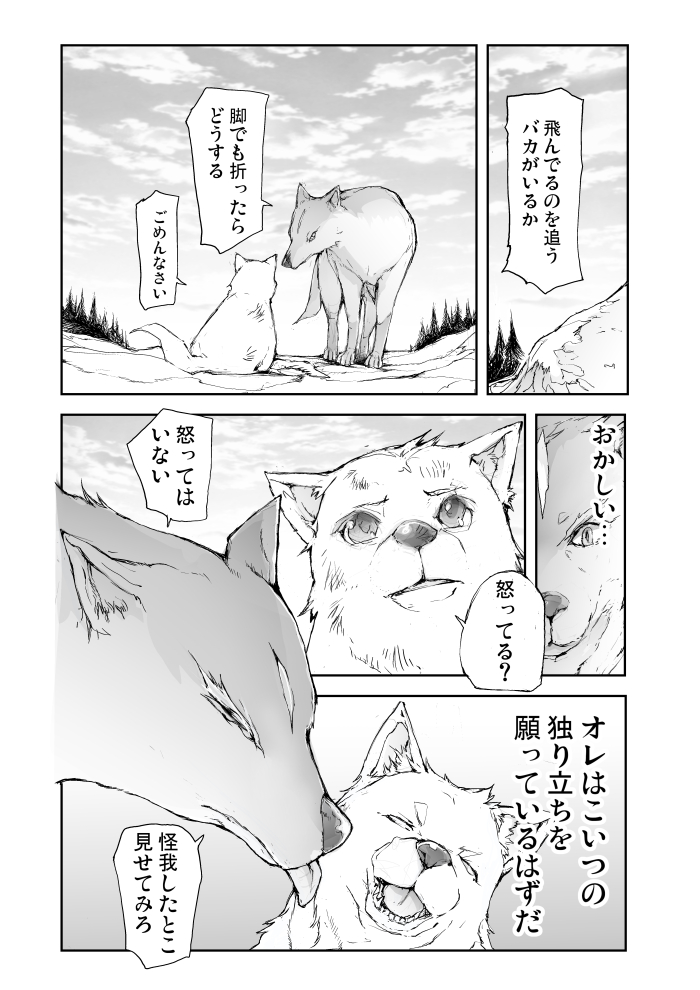 飛んでるのを追う
バカがいるか
脚でも折ったら
どうする
ごめんなさい
おかしい…
怒ってる?
怒っては
いない
オレはこいつの
独り立ちを
願っているはずだ
怪我したとこ
見せてみろ